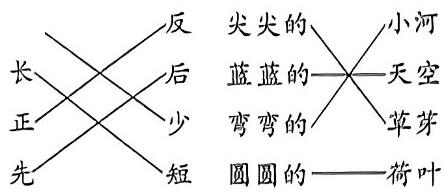 反 尖尖的 小河
长 后 蓝蓝的 天空
正 少 弯弯的 草芽
先 短 圆圆的 荷叶